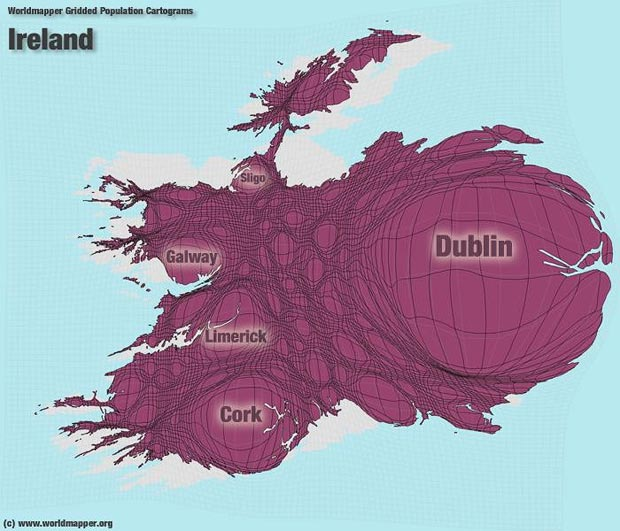 Worldmapper Gridded Population Cartograms
Ireland
Sligo
Dublin
Galway
Limerick
Cork
(c) www.worldmapper.org